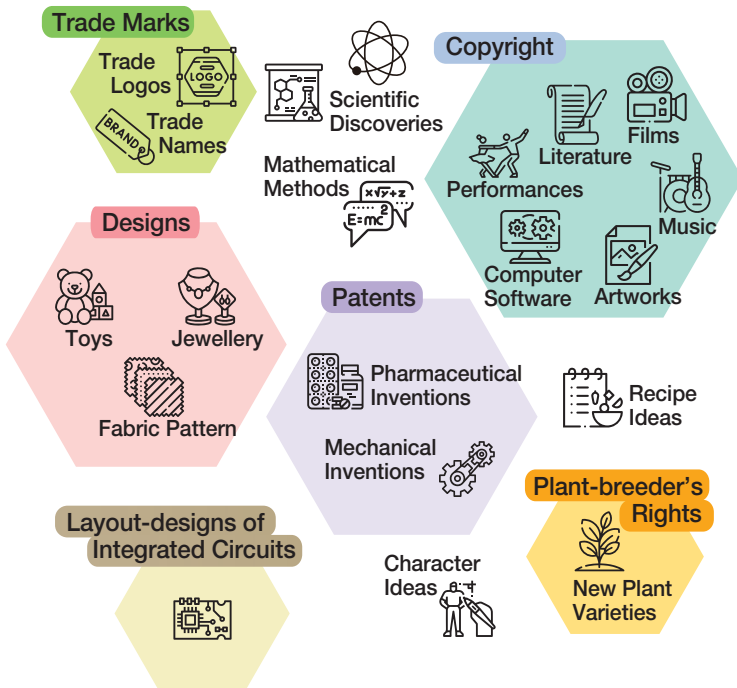 Trade Marks
Trade
Logos
LOGO
BRAND
Trade
Names
Scientific
Discoveries
Mathematical
Methods
x√y+z
E=mc²
Copyright
Films
Literature
Performances
Music
Computer
Software
Artworks
Designs
Toys
Jewellery
Fabric Pattern
Patents
Pharmaceutical
Inventions
Mechanical
Inventions
Recipe
Ideas
Layout-designs of
Integrated Circuits
Character
Ideas
Plant-breeder's
Rights
New Plant
Varieties